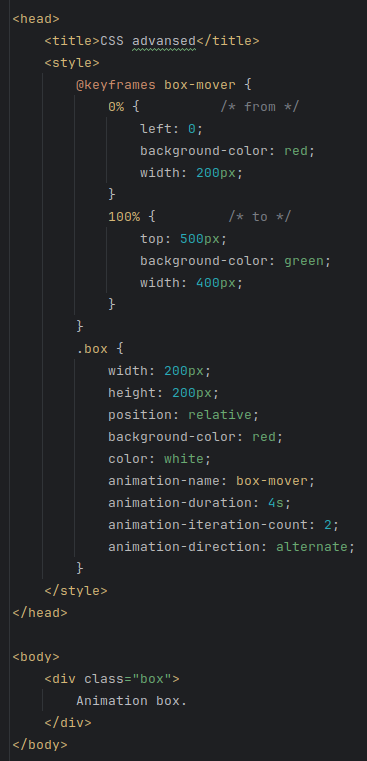 <head>
    <title>CSS advansed</title>
    <style>
        @keyframes box-mover {
            0% {          /* from */
                left: 0;
                background-color: red;
                width: 200px;
            }
            100% {         /* to */
                top: 500px;
                background-color: green;
                width: 400px;
            }
        }
        .box {
            width: 200px;
            height: 200px;
            position: relative;
            background-color: red;
            color: white;
            animation-name: box-mover;
            animation-duration: 4s;
            animation-iteration-count: 2;
            animation-direction: alternate;
        }
    </style>
</head>

<body>
    <div class="box">
        Animation box.
    </div>
</body>